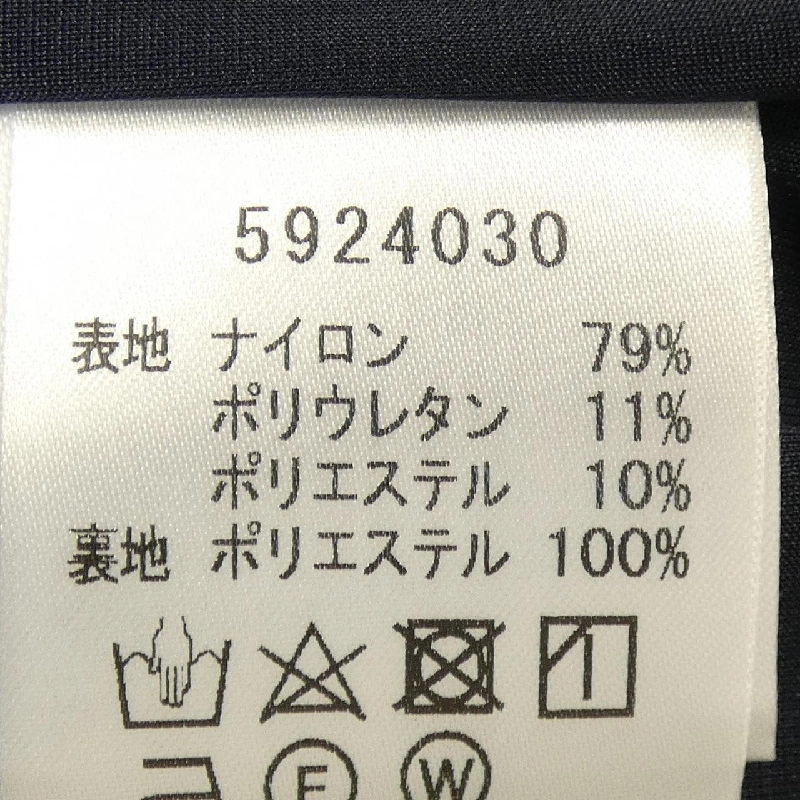 5924030
表地 ナイロン 79%
ポリウレタン 11%
ポリエステル 10%
裏地 ポリエステル 100%
F W